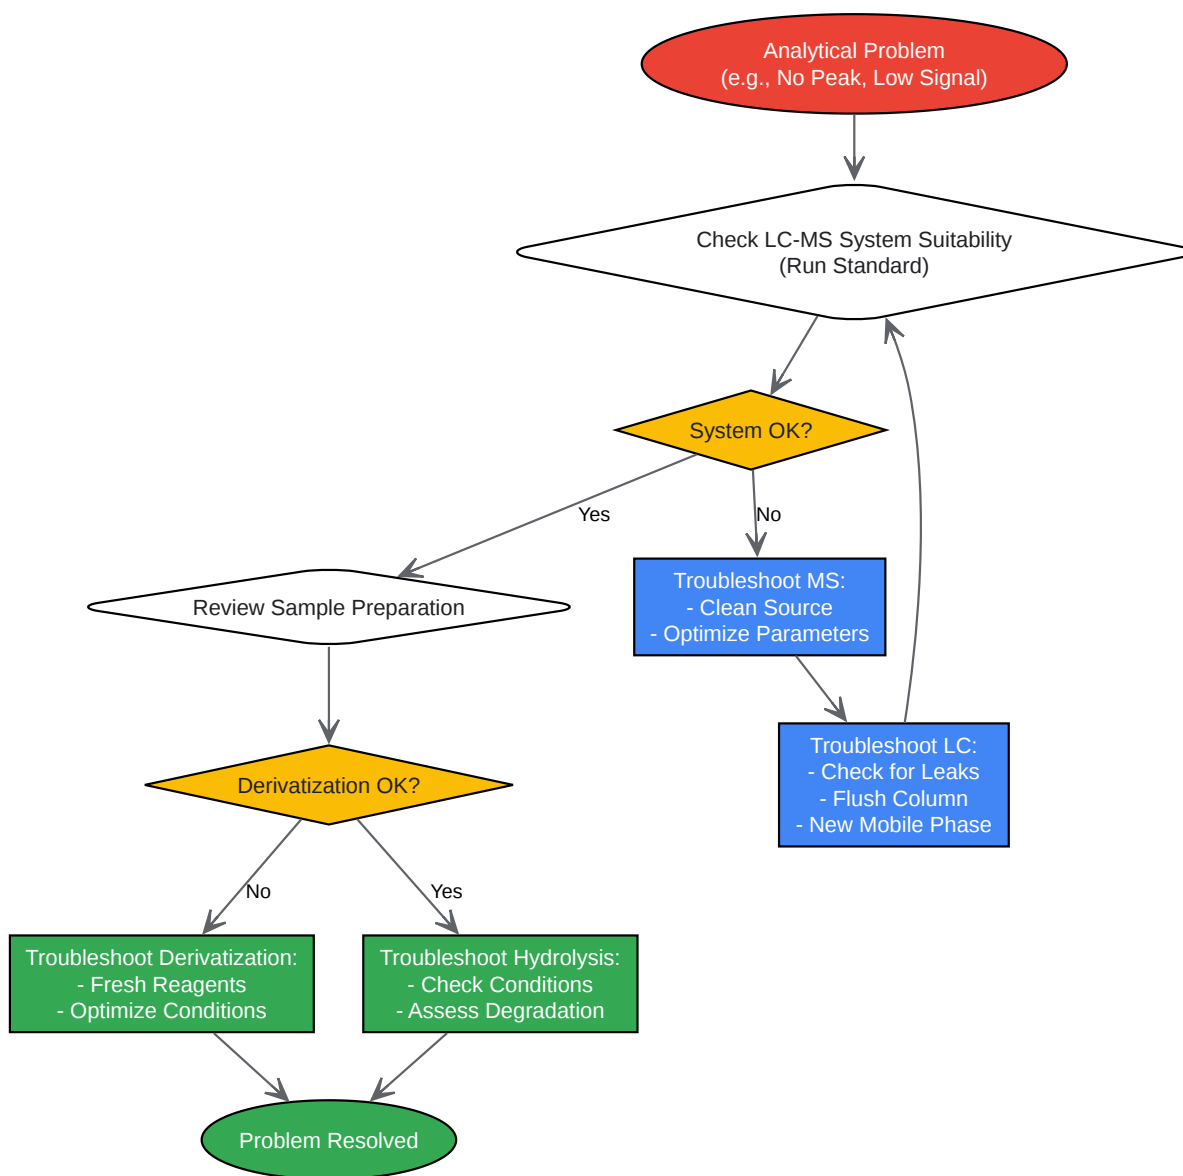 Analytical Problem
(e.g., No Peak, Low Signal)
Check LC-MS System Suitability
(Run Standard)
System OK?
Yes
No
Review Sample Preparation
Troubleshoot MS:
- Clean Source
- Optimize Parameters
Troubleshoot LC:
- Check for Leaks
- Flush Column
- New Mobile Phase
Derivatization OK?
No
Yes
Troubleshoot Derivatization:
- Fresh Reagents
- Optimize Conditions
Troubleshoot Hydrolysis:
- Check Conditions
- Assess Degradation
Problem Resolved